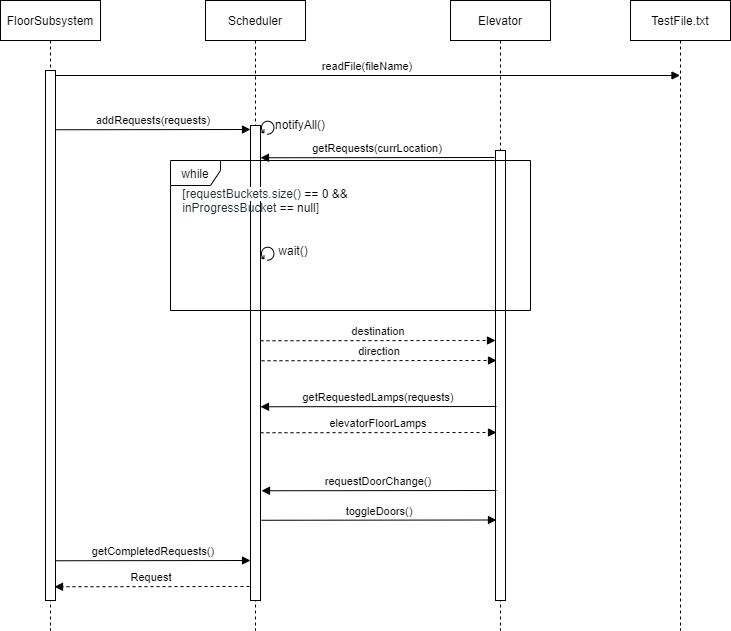 FloorSubsystem
Scheduler
Elevator
TestFile.txt
readFile(fileName)
addRequests(requests)
notifyAll()
getRequests(currLocation)
while
[requestBuckets.size() == 0 &&
inProgressBucket == null]
wait()
destination
direction
getRequestedLamps(requests)
elevatorFloorLamps
requestDoorChange()
toggleDoors()
getCompletedRequests()
Request